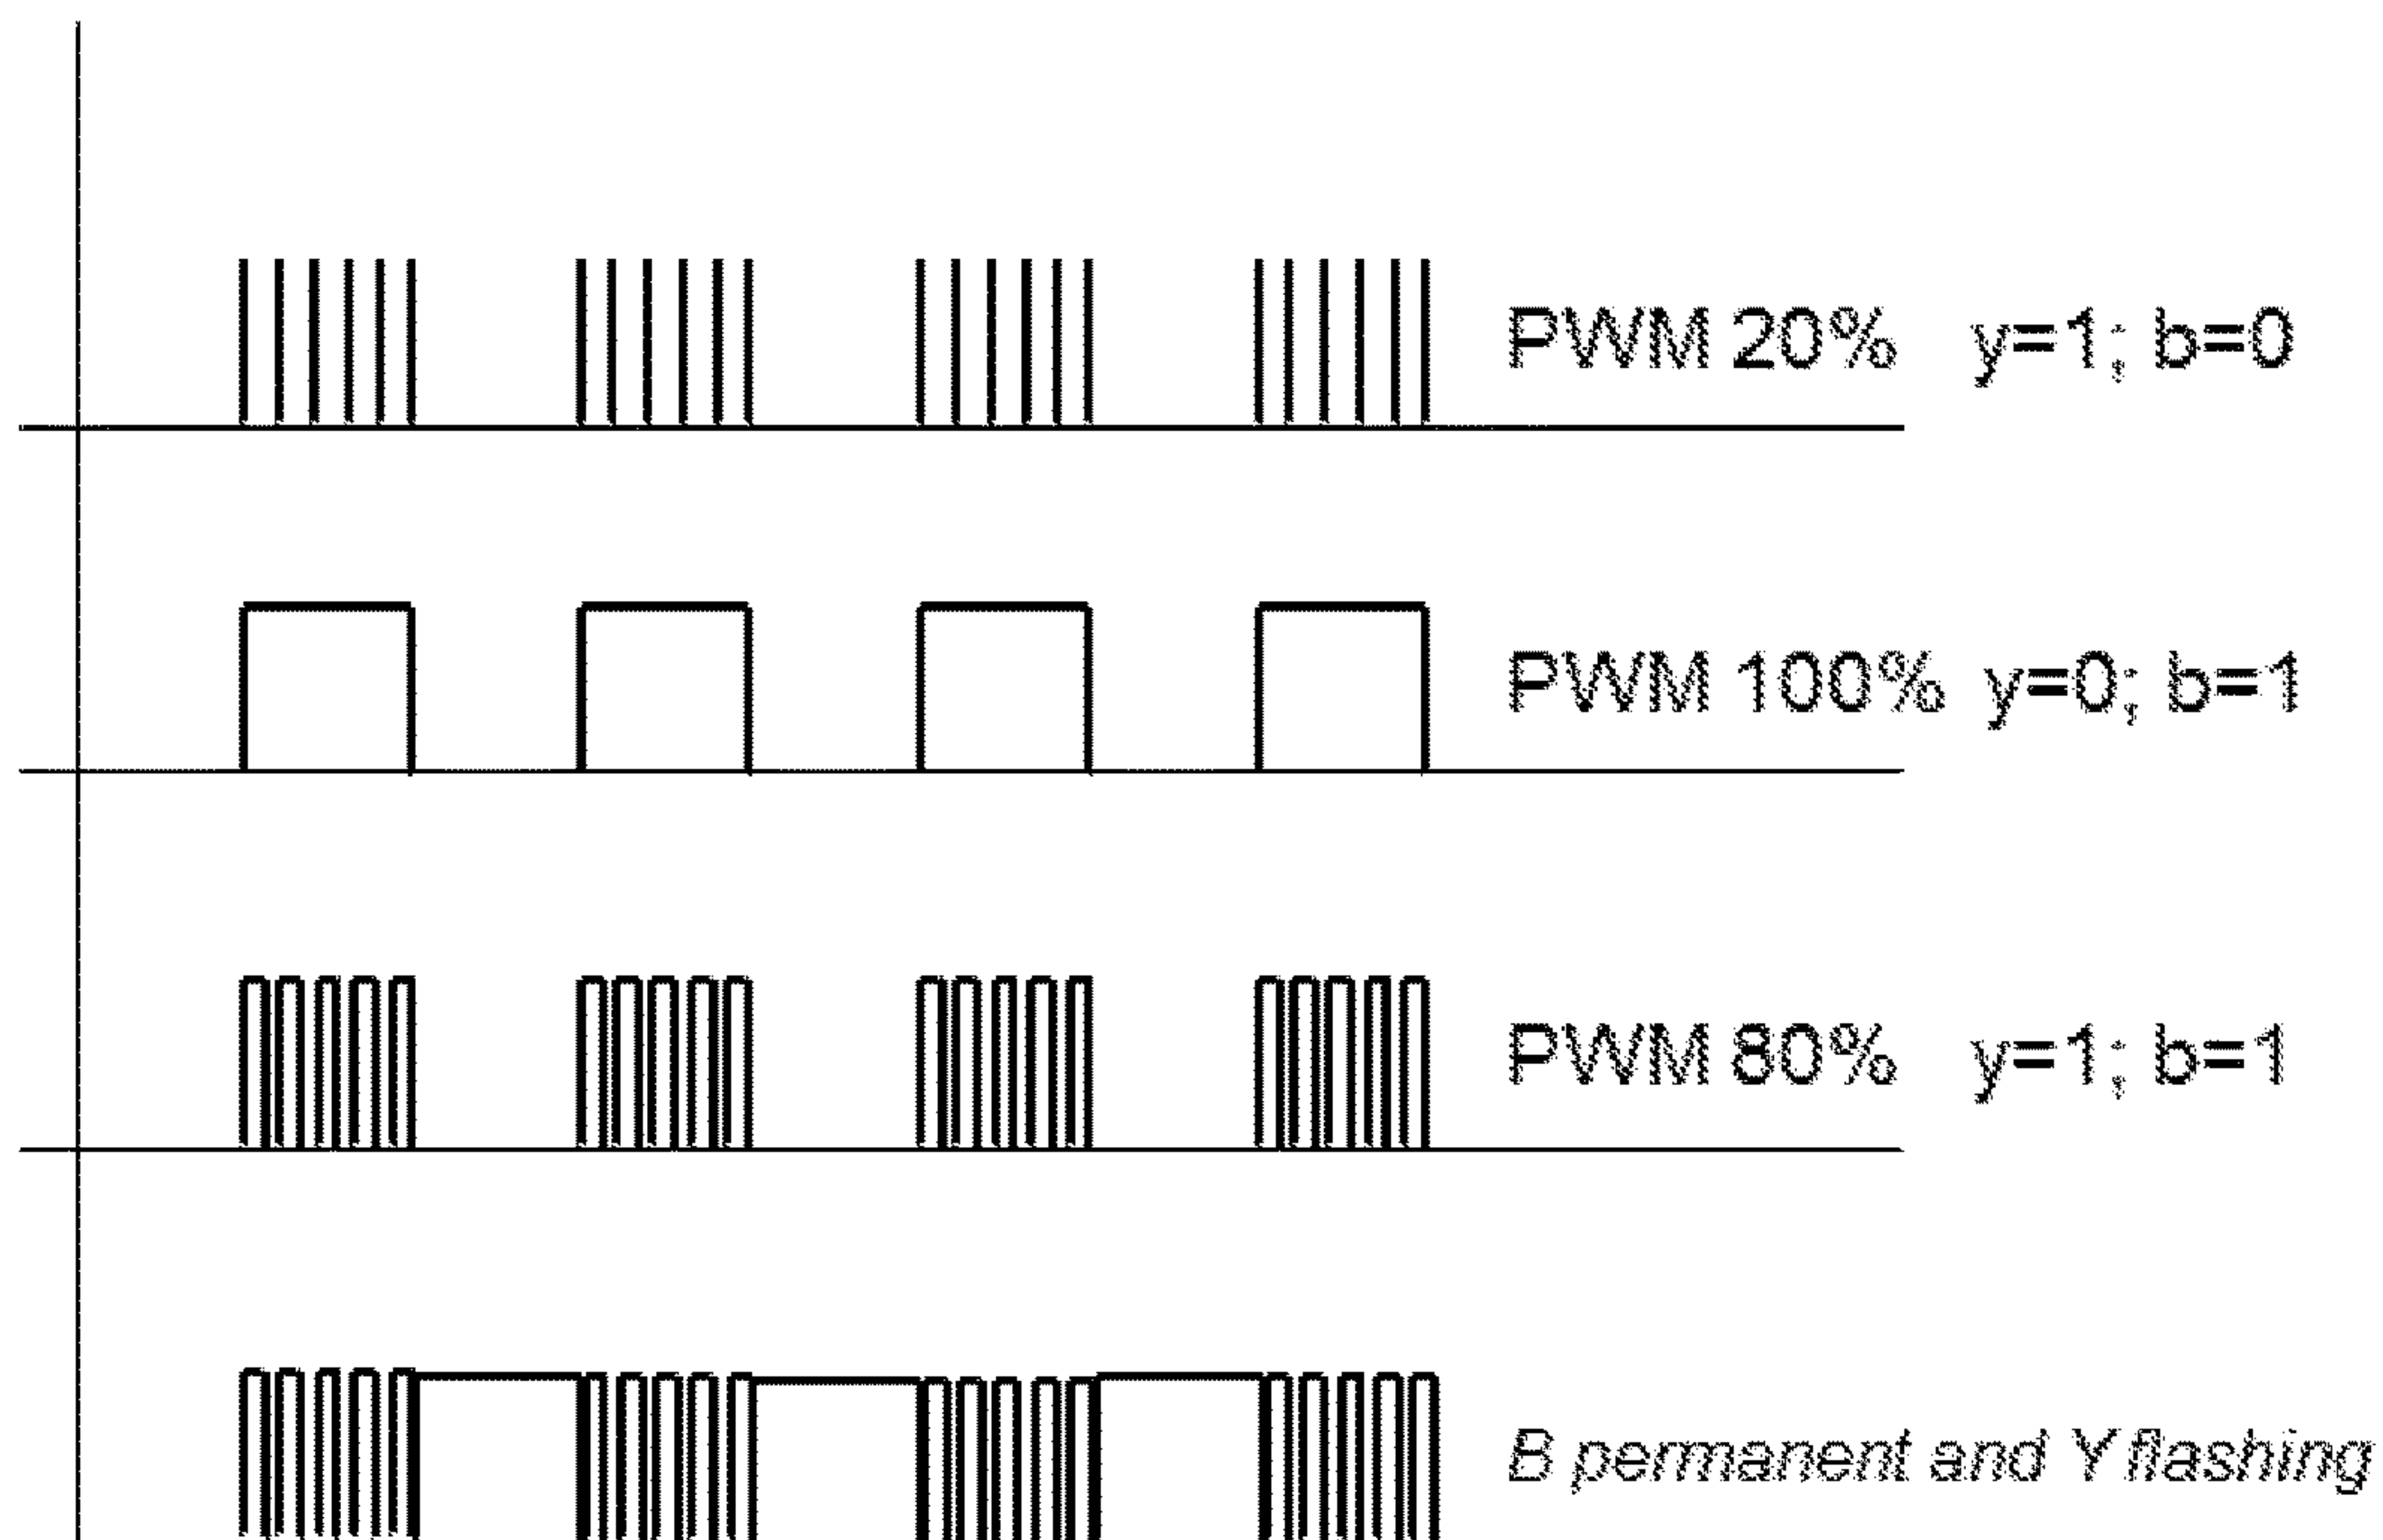 PWM 20% y=1; b=0
PWM 100% y=0; b=1
PWM 80% y=1; b=1
B permanent and Y flashing